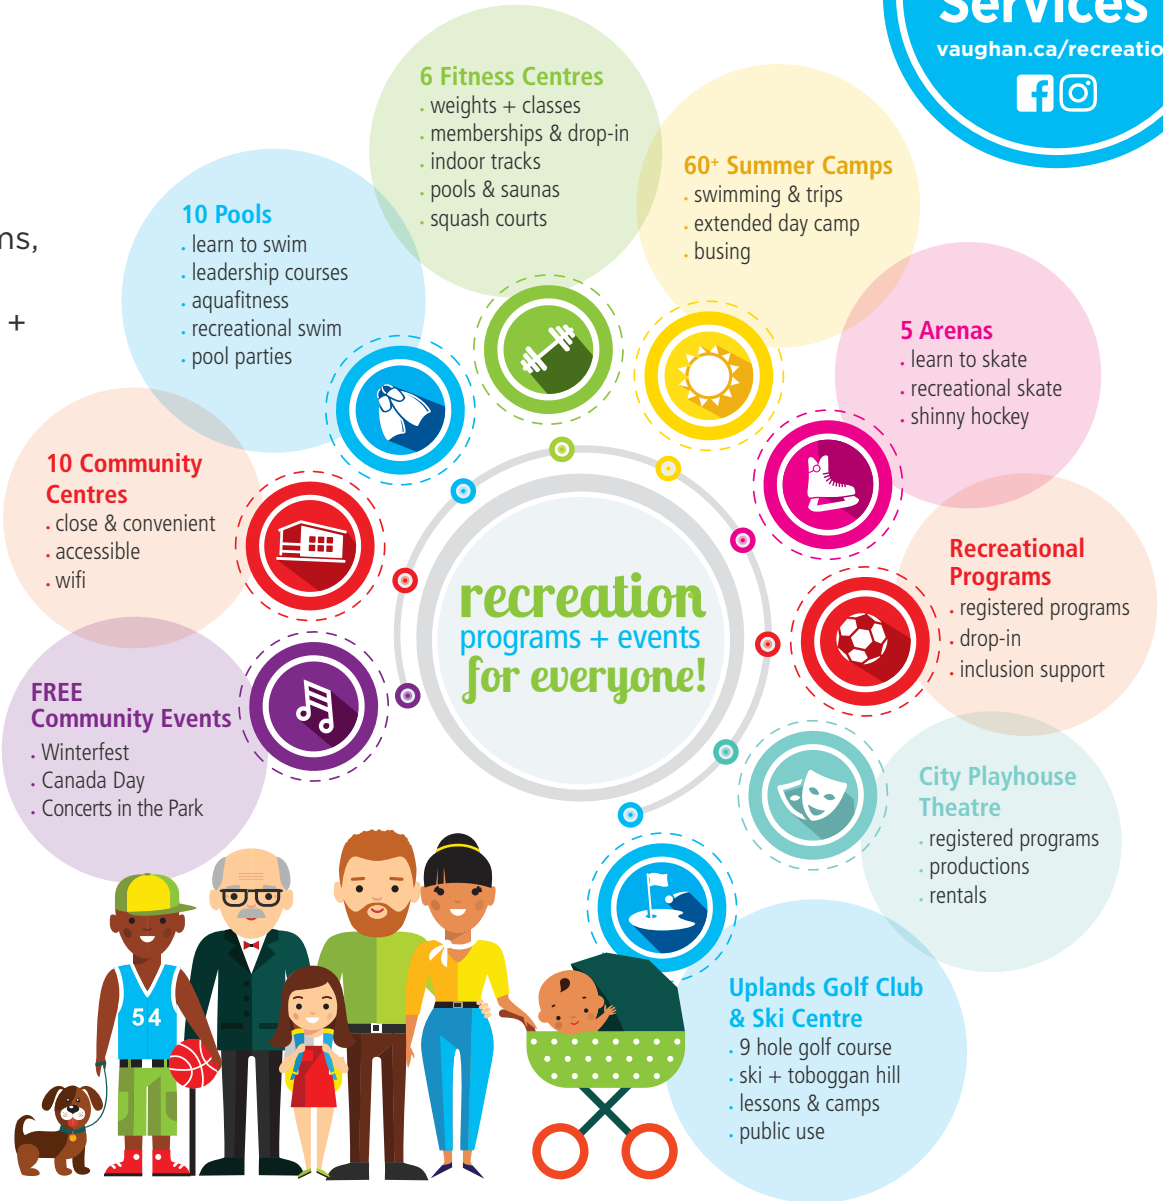 Services
vaughan.ca/recreatio
6 Fitness Centres
· weights + classes
· memberships & drop-in
· indoor tracks
· pools & saunas
· squash courts
60+ Summer Camps
· swimming & trips
· extended day camp
· busing
10 Pools
· learn to swim
· leadership courses
· aquafitness
· recreational swim
· pool parties
ns,
+
5 Arenas
· learn to skate
· recreational skate
· shinny hockey
10 Community
Centres
· close & convenient
· accessible
· wifi
Recreational
Programs
· registered programs
· drop-in
· inclusion support
recreation
programs + events
for everyone!
FREE
Community Events
· Winterfest
· Canada Day
· Concerts in the Park
City Playhouse
Theatre
· registered programs
· productions
· rentals
Uplands Golf Club
& Ski Centre
· 9 hole golf course
· ski + toboggan hill
· lessons & camps
· public use
54